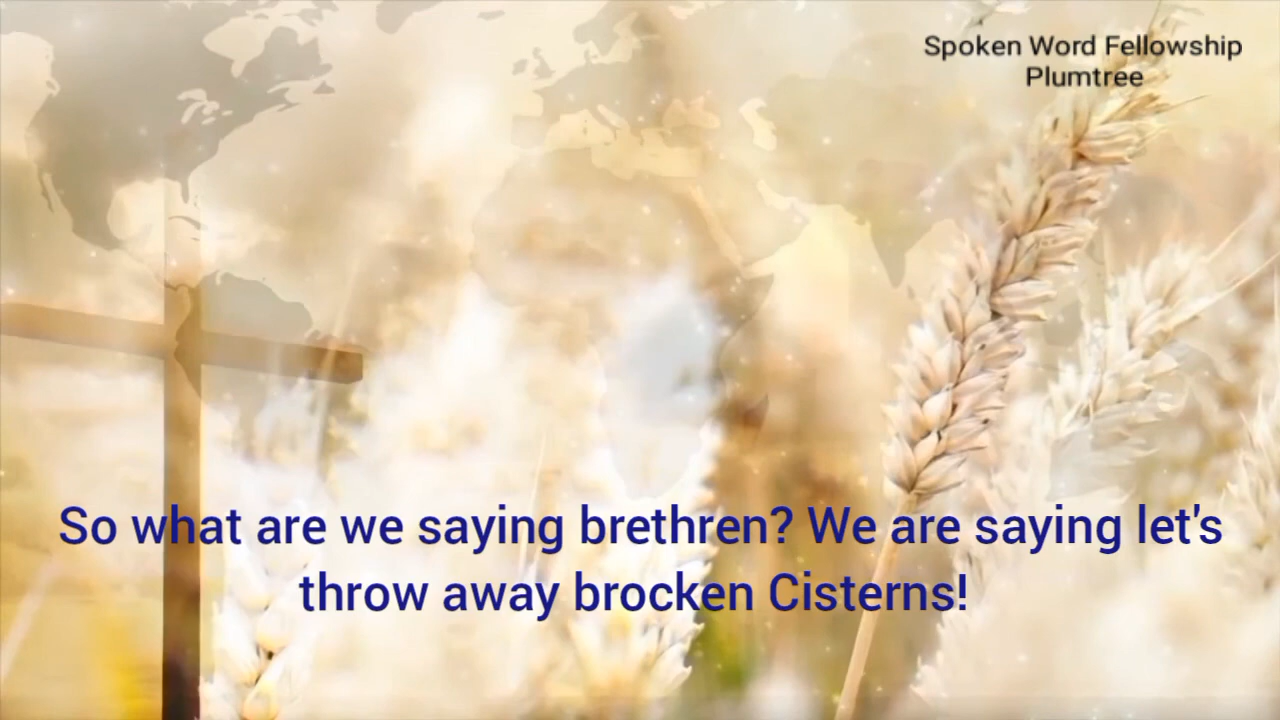 Spoken Word Fellowship
Plumtree
So what are we saying brethren? We are saying let's
throw away brocken Cisterns!